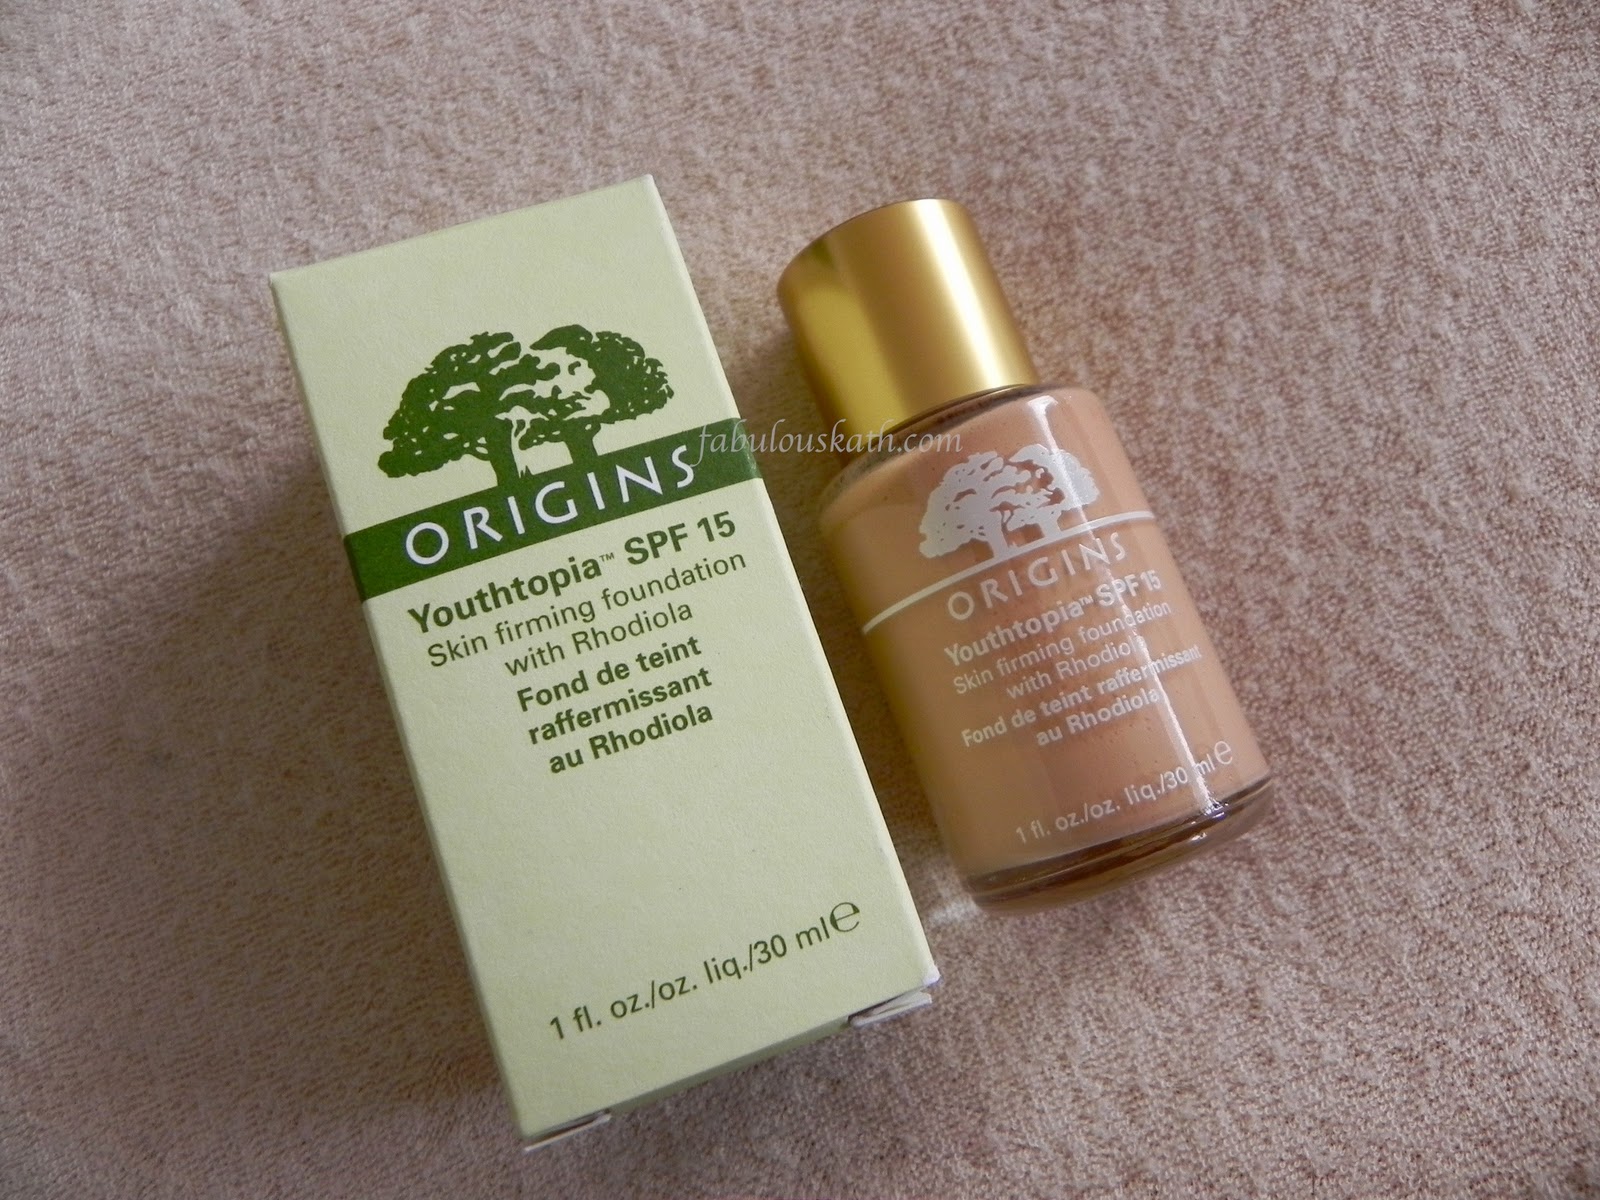 ORIGINS
Youthtopia™ SPF 15
Skin firming foundation
with Rhodiola
Fond de teint
raffermissant
au Rhodiola
1 fl. oz./oz. liq./30 ml℮
fabulouskath.com
ORIGINS
Youthtopia™ SPF 15
Skin firming foundation
with Rhodiola
Fond de teint raffermissant
au Rhodiola
1 fl. oz./oz. liq./30 ml℮